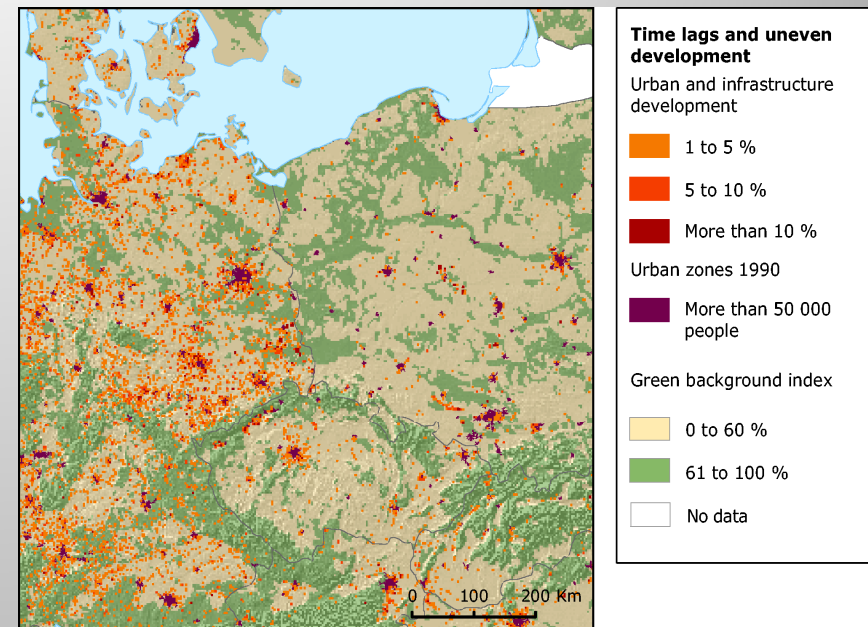 Time lags and uneven
development
Urban and infrastructure
development
1 to 5 %
5 to 10 %
More than 10 %
Urban zones 1990
More than 50 000
people
Green background index
0 to 60 %
61 to 100 %
No data
0 100 200 Km